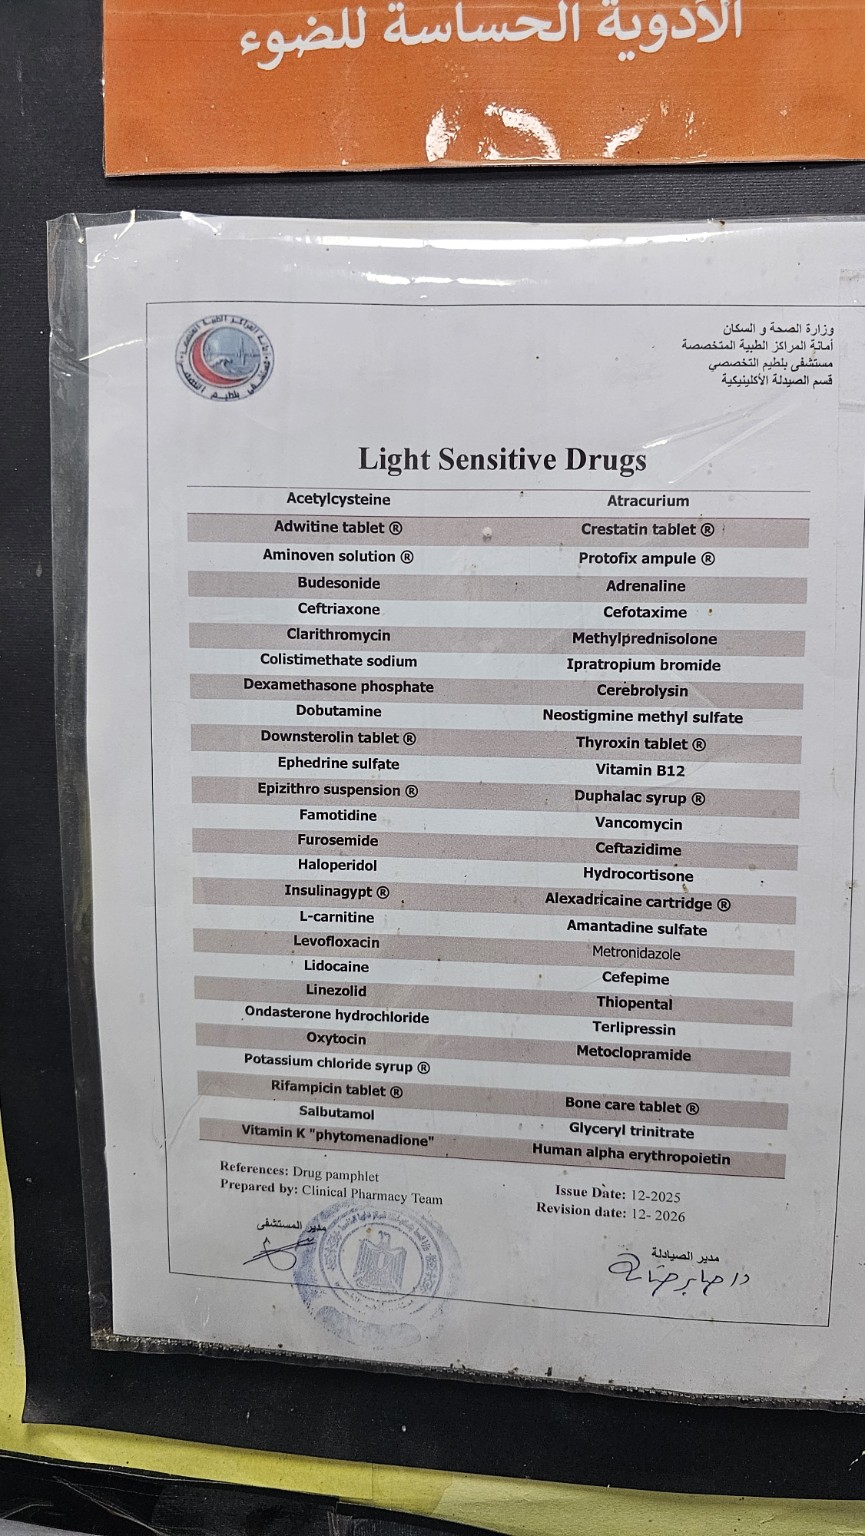 الأدوية الحساسة للضوء
وزارة الصحة و السكان
أمانة المراكز الطبية المتخصصة
مستشفى بلطيم التخصصي
قسم الصيدلة الأكلينيكية
Light Sensitive Drugs
Acetylcysteine Atracurium
Adwitine tablet ® Crestatin tablet ®
Aminoven solution ® Protofix ampule ®
Budesonide Adrenaline
Ceftriaxone Cefotaxime
Clarithromycin Methylprednisolone
Colistimethate sodium Ipratropium bromide
Dexamethasone phosphate Cerebrolysin
Dobutamine Neostigmine methyl sulfate
Downsterolin tablet ® Thyroxin tablet ®
Ephedrine sulfate Vitamin B12
Epizithro suspension ® Duphalac syrup ®
Famotidine Vancomycin
Furosemide Ceftazidime
Haloperidol Hydrocortisone
Insulinagypt ® Alexadricaine cartridge ®
L-carnitine Amantadine sulfate
Levofloxacin Metronidazole
Lidocaine Cefepime
Linezolid Thiopental
Ondasterone hydrochloride Terlipressin
Oxytocin Metoclopramide
Potassium chloride syrup ®
Rifampicin tablet ® Bone care tablet ®
Salbutamol Glyceryl trinitrate
Vitamin K "phytomenadione" Human alpha erythropoietin
References: Drug pamphlet Issue Date: 12-2025
Prepared by: Clinical Pharmacy Team Revision date: 12- 2026
مدير المستشفى
مدير الصيادلة